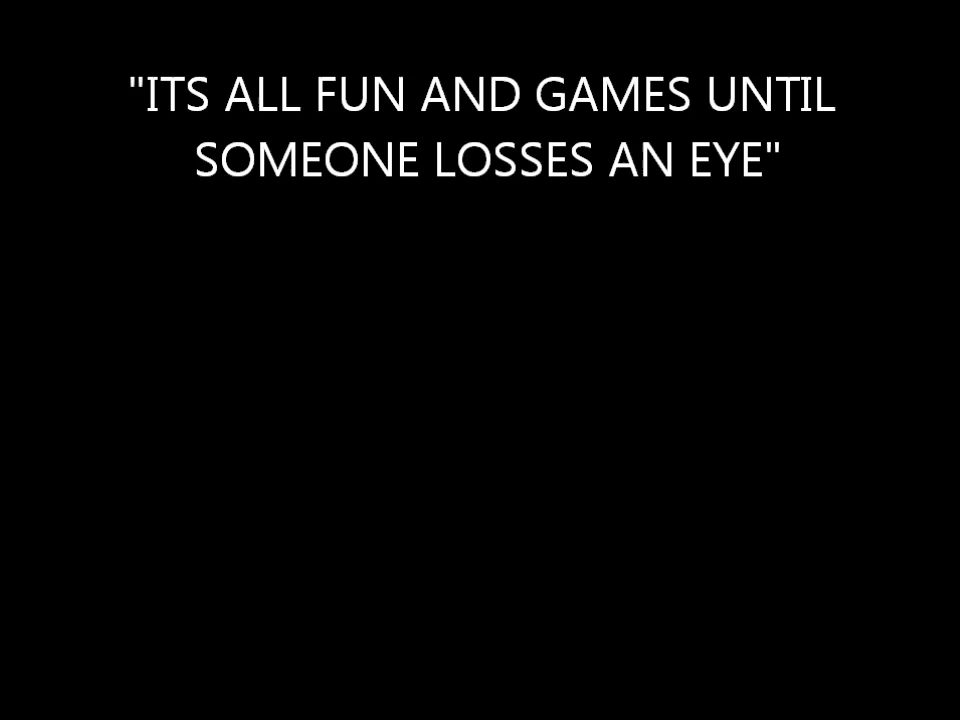 "ITS ALL FUN AND GAMES UNTIL
SOMEONE LOSSES AN EYE"